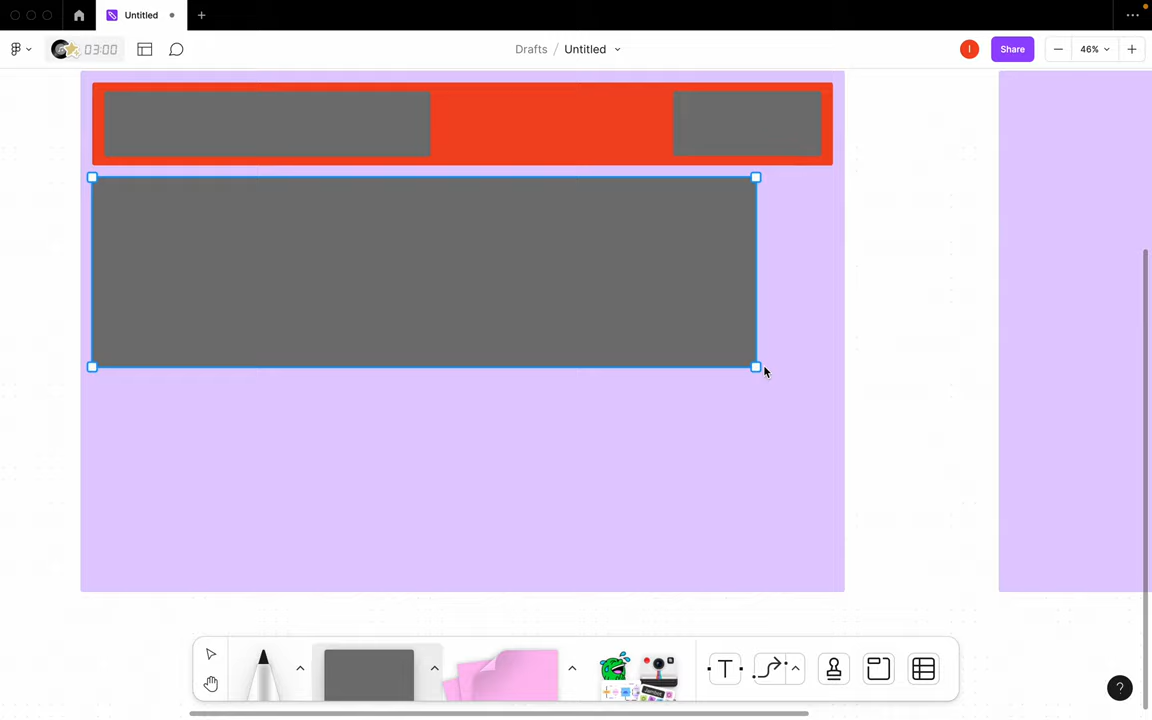 Untitled
03:00
Drafts / Untitled
I
Share
46%
T
?